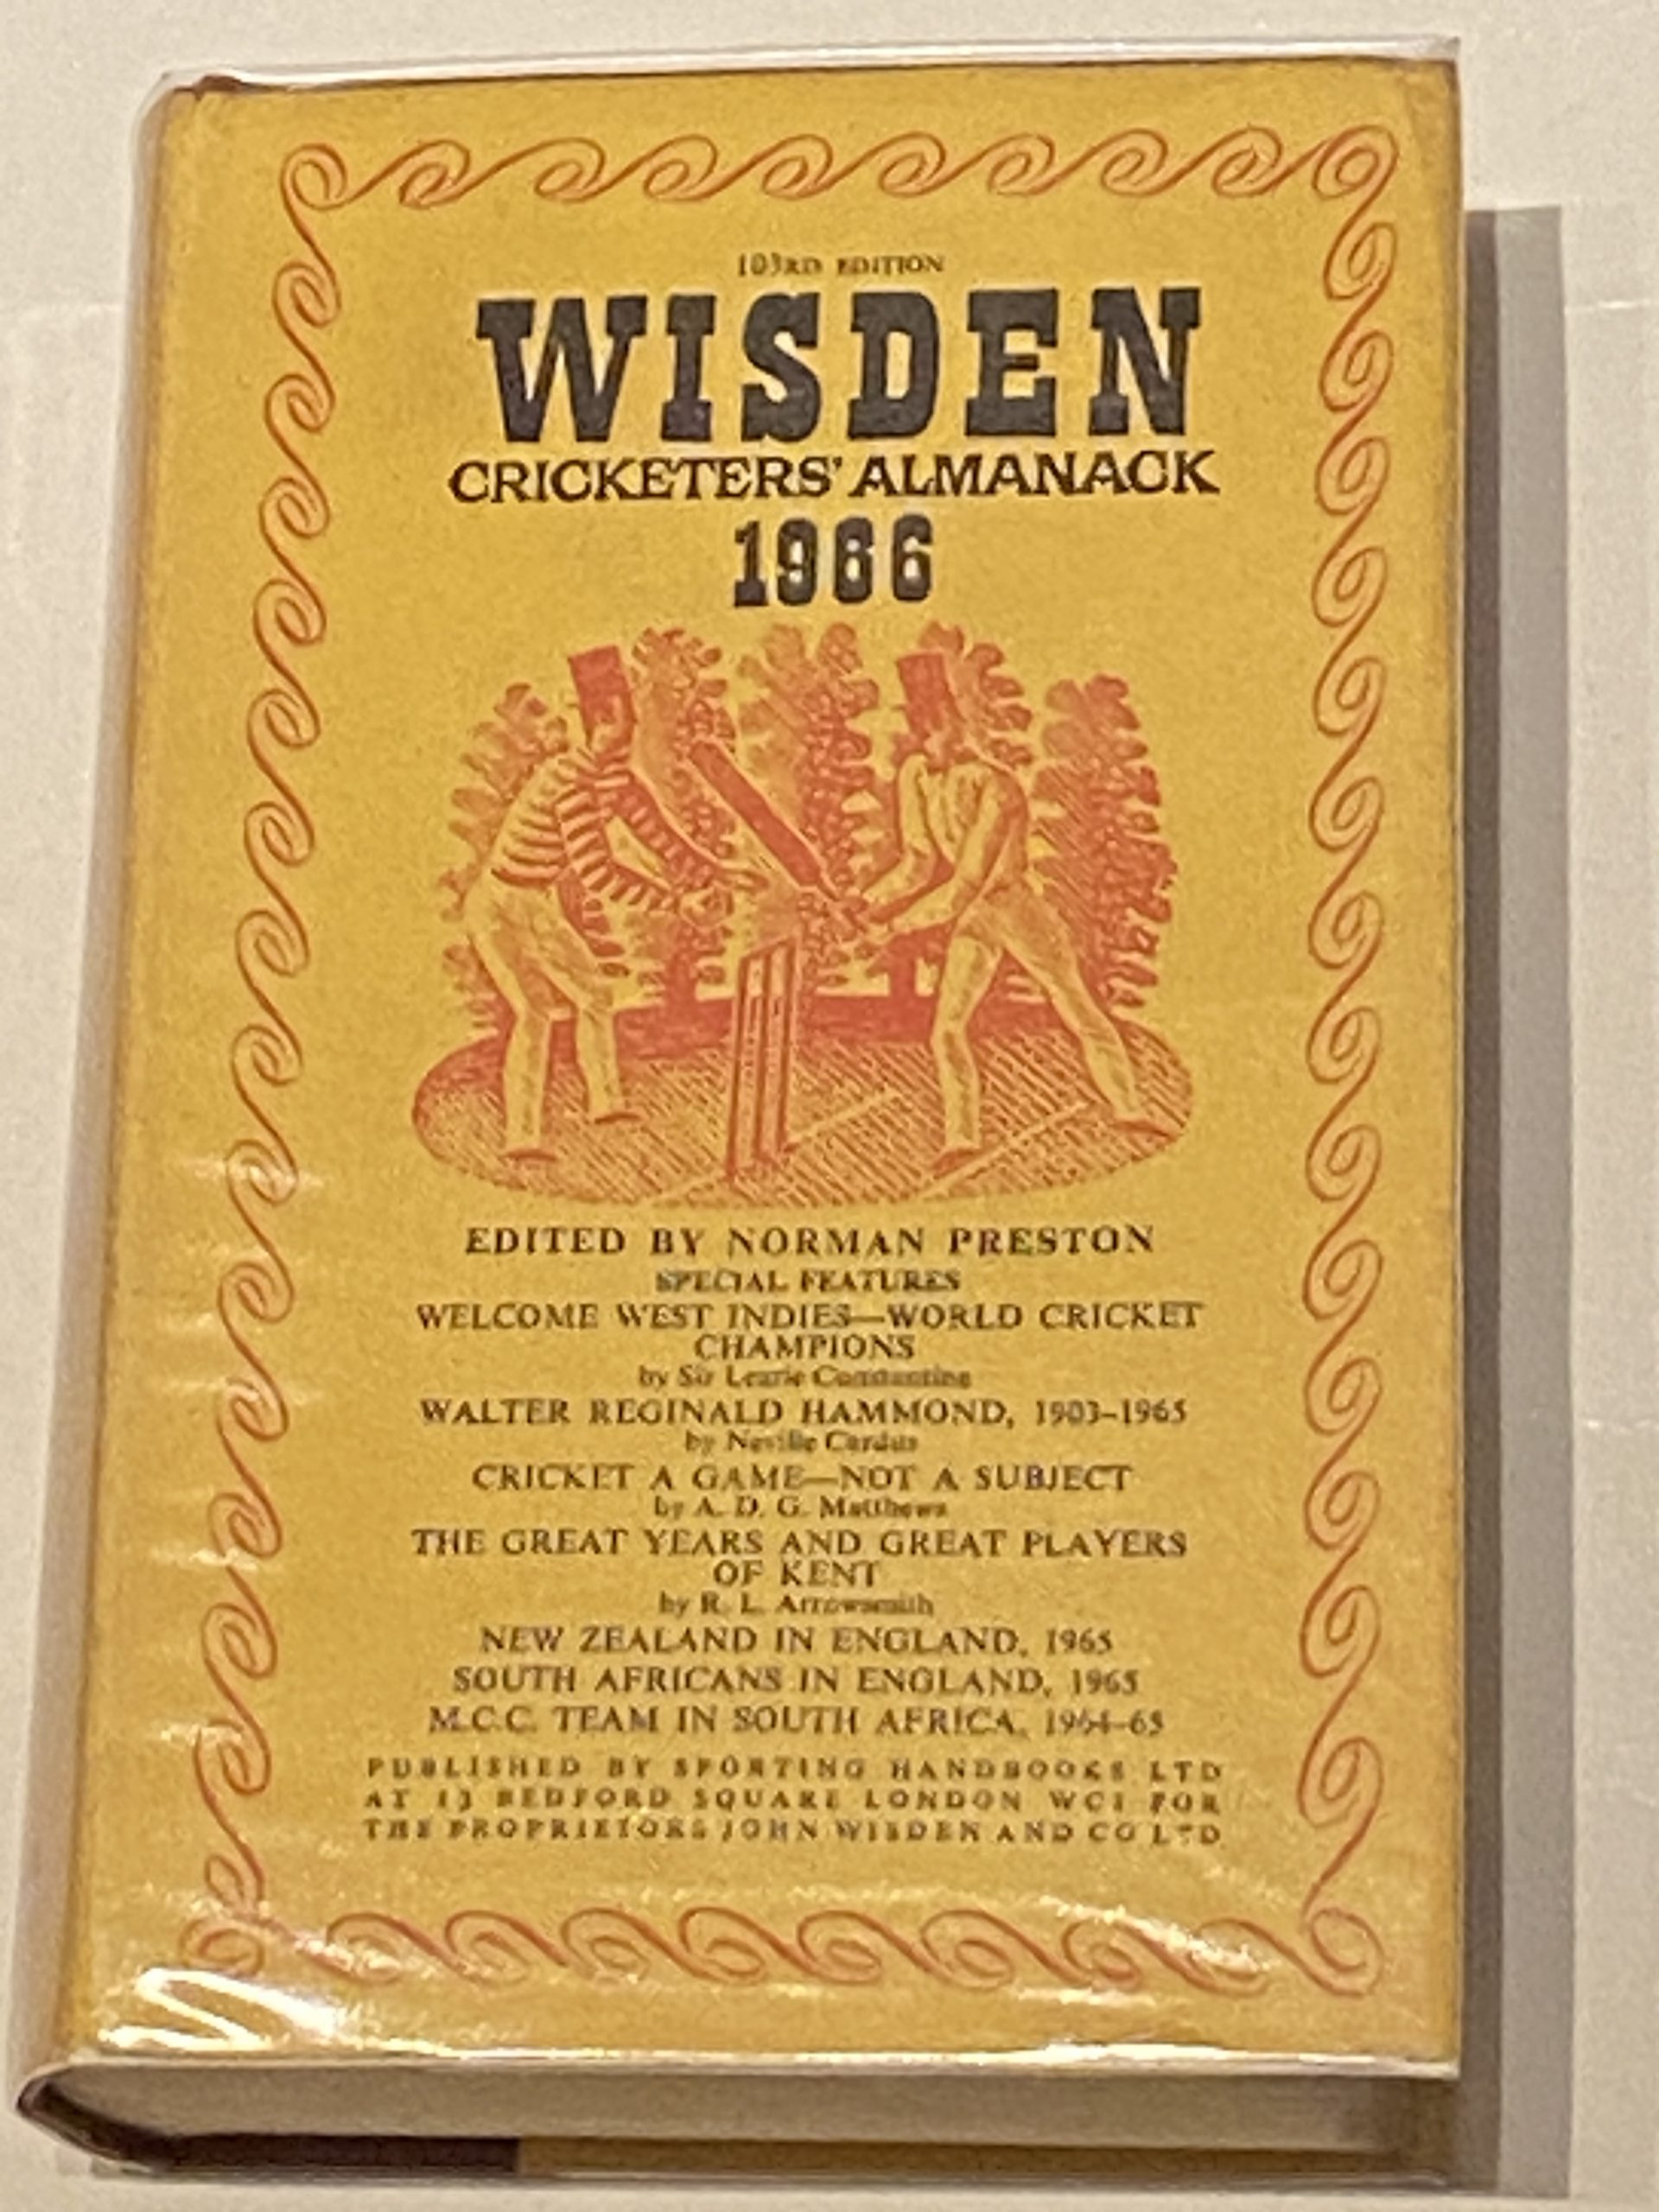 103RD EDITION
WISDEN
CRICKETERS' ALMANACK
1966
EDITED BY NORMAN PRESTON
SPECIAL FEATURES
WELCOME WEST INDIES—WORLD CRICKET
CHAMPIONS
by Sir Learie Constantine
WALTER REGINALD HAMMOND, 1903–1965
by Neville Cardus
CRICKET A GAME—NOT A SUBJECT
by A. D. G. Matthews
THE GREAT YEARS AND GREAT PLAYERS
OF KENT
by R. L. Arrowsmith
NEW ZEALAND IN ENGLAND, 1965
SOUTH AFRICANS IN ENGLAND, 1965
M.C.C. TEAM IN SOUTH AFRICA, 1964–65
PUBLISHED BY SPORTING HANDBOOKS LTD
AT 13 BEDFORD SQUARE LONDON WC1 FOR
THE PROPRIETORS JOHN WISDEN AND CO LTD